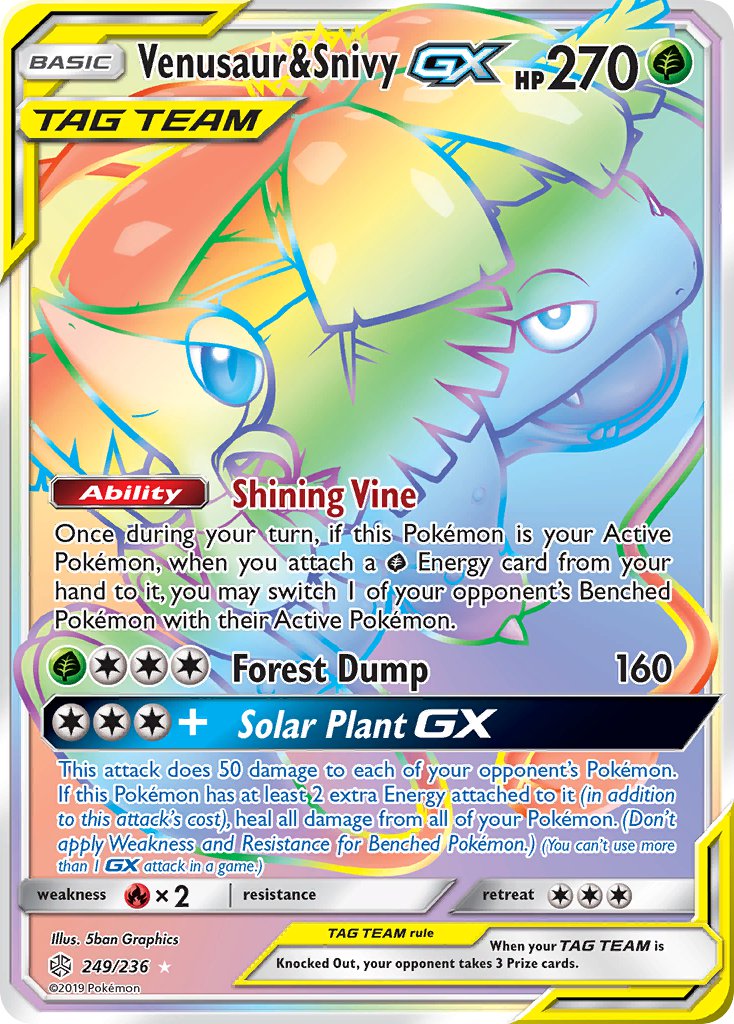 BASIC Venusaur&Snivy GX HP270
TAG TEAM
Ability Shining Vine
Once during your turn, if this Pokémon is your Active
Pokémon, when you attach a Energy card from your
hand to it, you may switch 1 of your opponent's Benched
Pokémon with their Active Pokémon.
Forest Dump 160
+ Solar Plant GX
This attack does 50 damage to each of your opponent's Pokémon.
If this Pokémon has at least 2 extra Energy attached to it (in addition
to this attack's cost), heal all damage from all of your Pokémon. (Don't
apply Weakness and Resistance for Benched Pokémon.) (You can't use more
than 1 GX attack in a game.)
weakness ×2 resistance retreat
Illus. 5ban Graphics
249/236
©2019 Pokémon
TAG TEAM rule
When your TAG TEAM is
Knocked Out, your opponent takes 3 Prize cards.